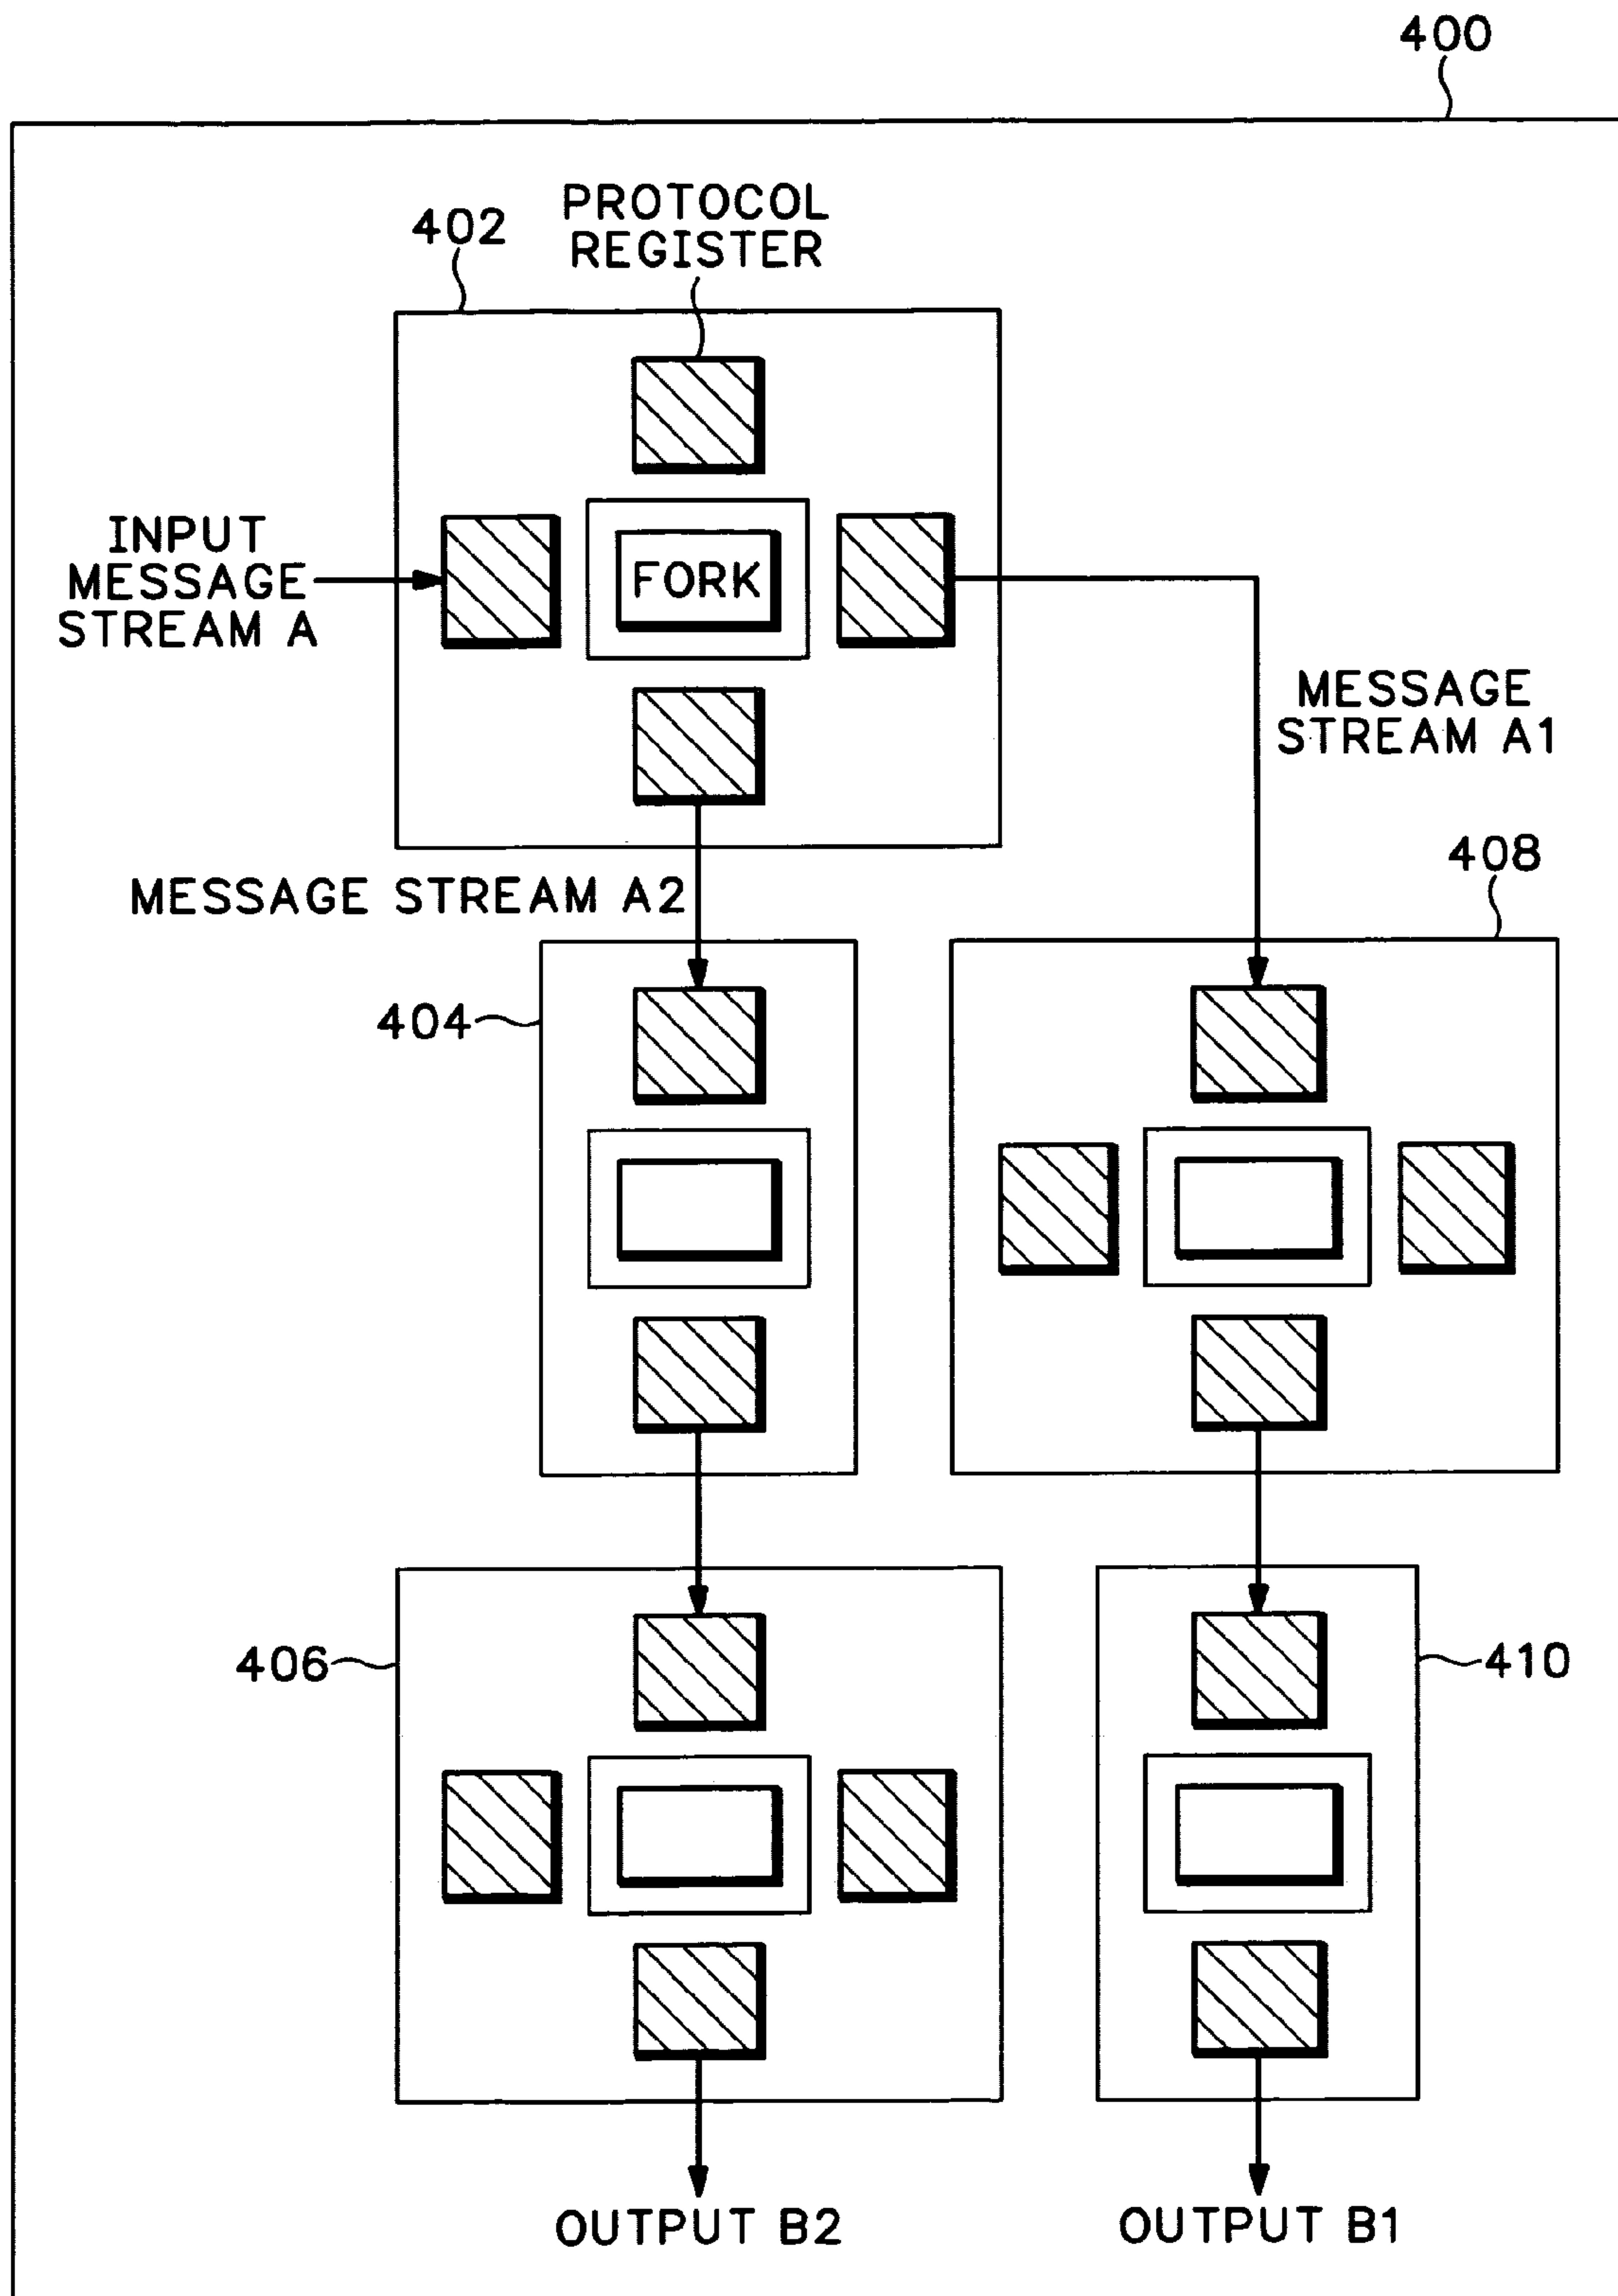 400
402
PROTOCOL
REGISTER
INPUT
MESSAGE
STREAM A
FORK
MESSAGE
STREAM A1
MESSAGE STREAM A2
408
404
406
410
OUTPUT B2
OUTPUT B1